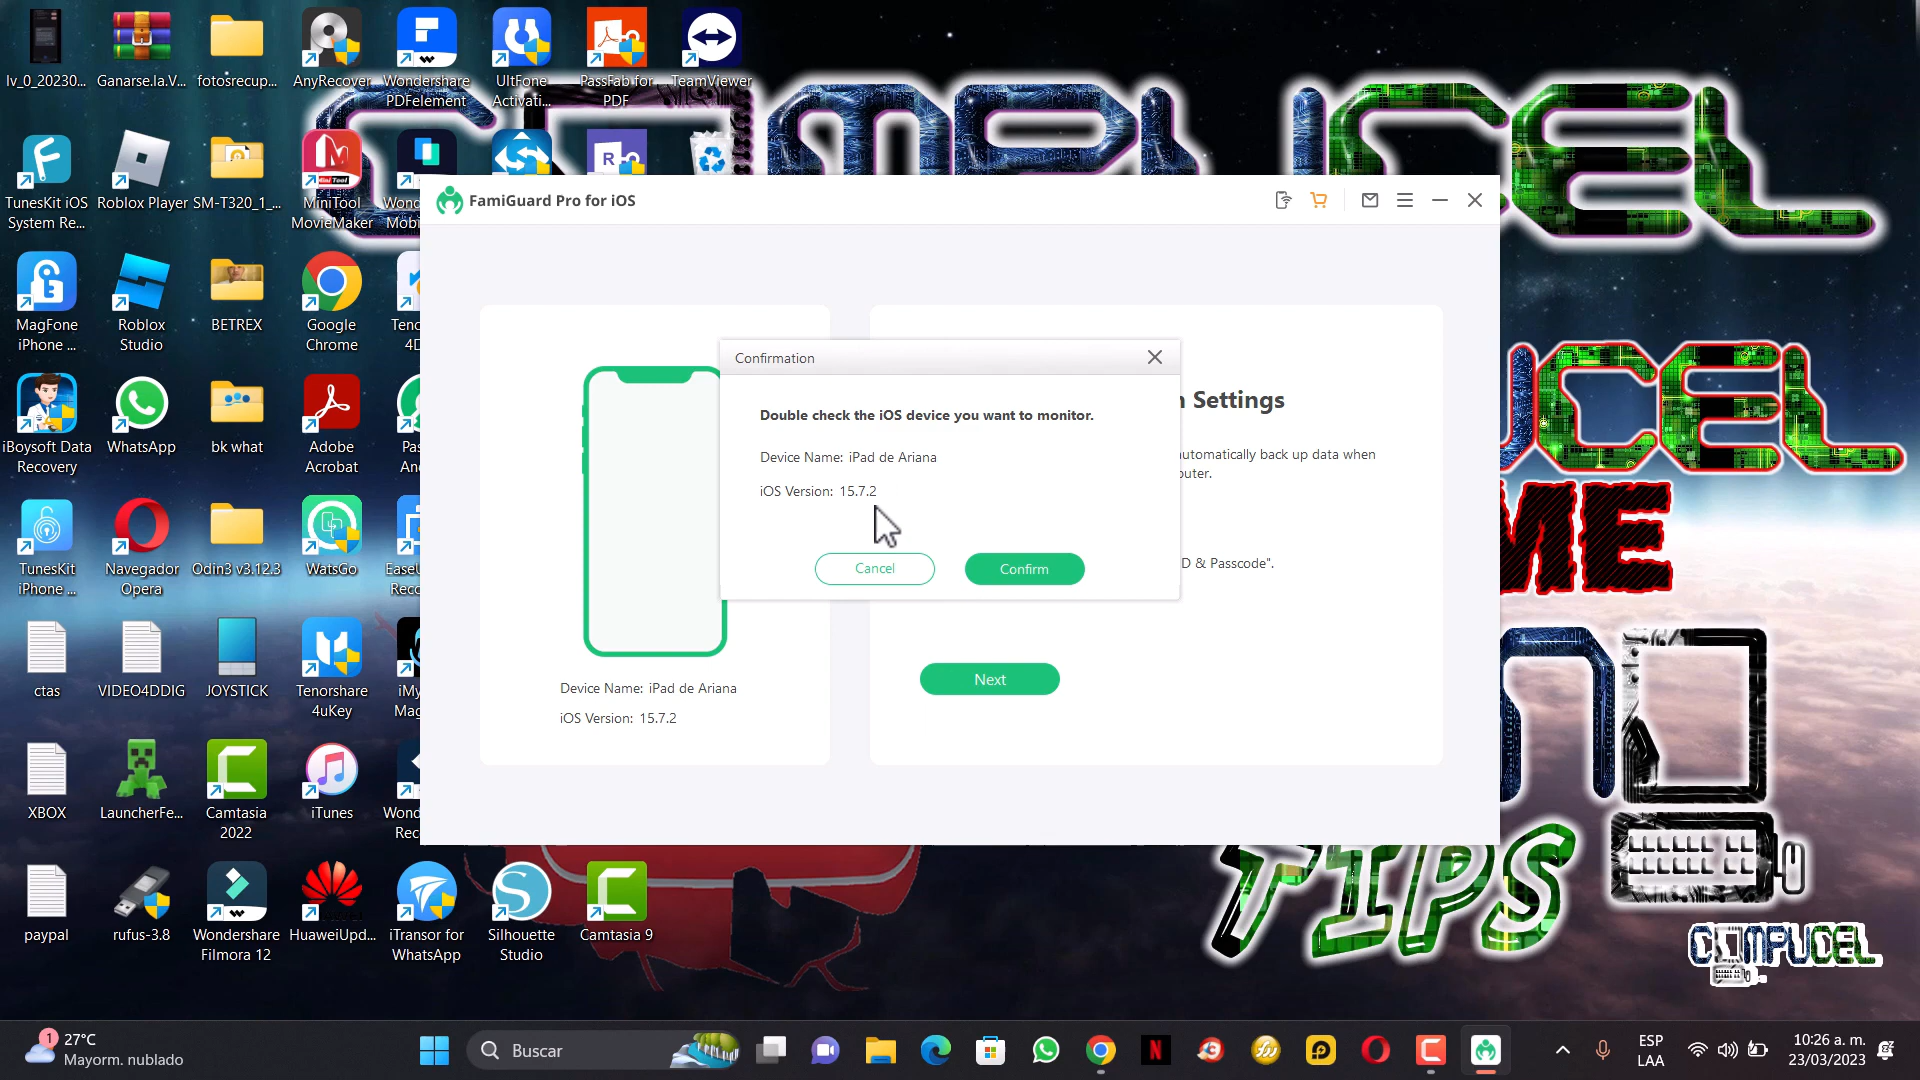 lv_0_20230...
Ganarse.la.V...
fotosrecup...
AnyRecover
Wondershare
PDFelement
UltFone
Activati...
PassFab for
PDF
TeamViewer
TunesKit iOS
System Re...
Roblox Player
SM-T320_1_...
MiniTool
MovieMaker
MagFone
iPhone ...
Roblox
Studio
BETREX
Google
Chrome
iBoysoft Data
Recovery
WhatsApp
bk what
Adobe
Acrobat
TunesKit
iPhone ...
Navegador
Opera
Odin3 v3.12.3
WatsGo
ctas
VIDEO4DDIG
JOYSTICK
Tenorshare
4uKey
XBOX
LauncherFe...
Camtasia
2022
iTunes
paypal
rufus-3.8
Wondershare
Filmora 12
HuaweiUpd...
iTransor for
WhatsApp
Silhouette
Studio
Camtasia 9
FamiGuard Pro for iOS
Device Name: iPad de Ariana
iOS Version: 15.7.2
Settings
automatically back up data when
D & Passcode".
Next
Confirmation
Double check the iOS device you want to monitor.
Device Name: iPad de Ariana
iOS Version: 15.7.2
Cancel
Confirm
TIPS
COMPUCEL
1
27°C
Mayorm. nublado
Buscar
ESP
LAA
10:26 a. m.
23/03/2023